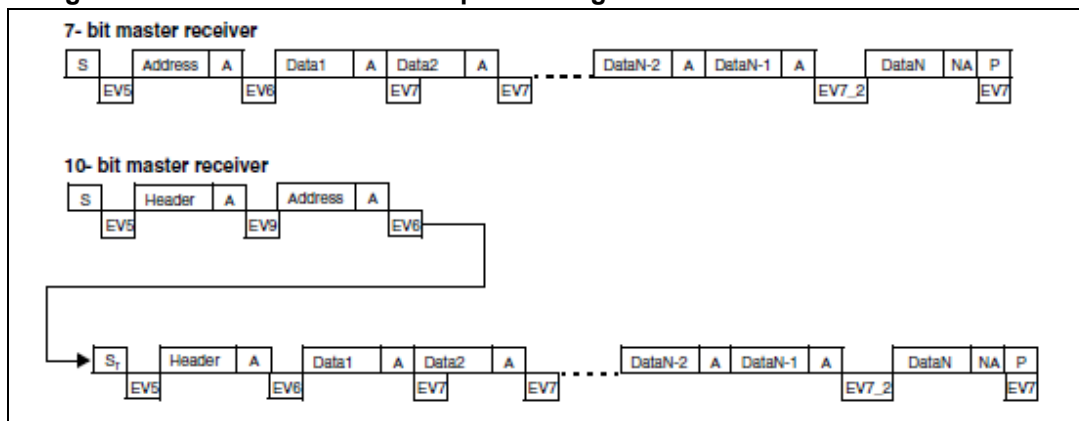 7- bit master receiver
S Address A Data1 A Data2 A DataN-2 A DataN-1 A DataN NA P
EV5 EV6 EV7 EV7 EV7_2 EV7
10- bit master receiver
S Header A Address A
EV5 EV9 EV6
Sr Header A Data1 A Data2 A DataN-2 A DataN-1 A DataN NA P
EV5 EV6 EV7 EV7 EV7_2 EV7